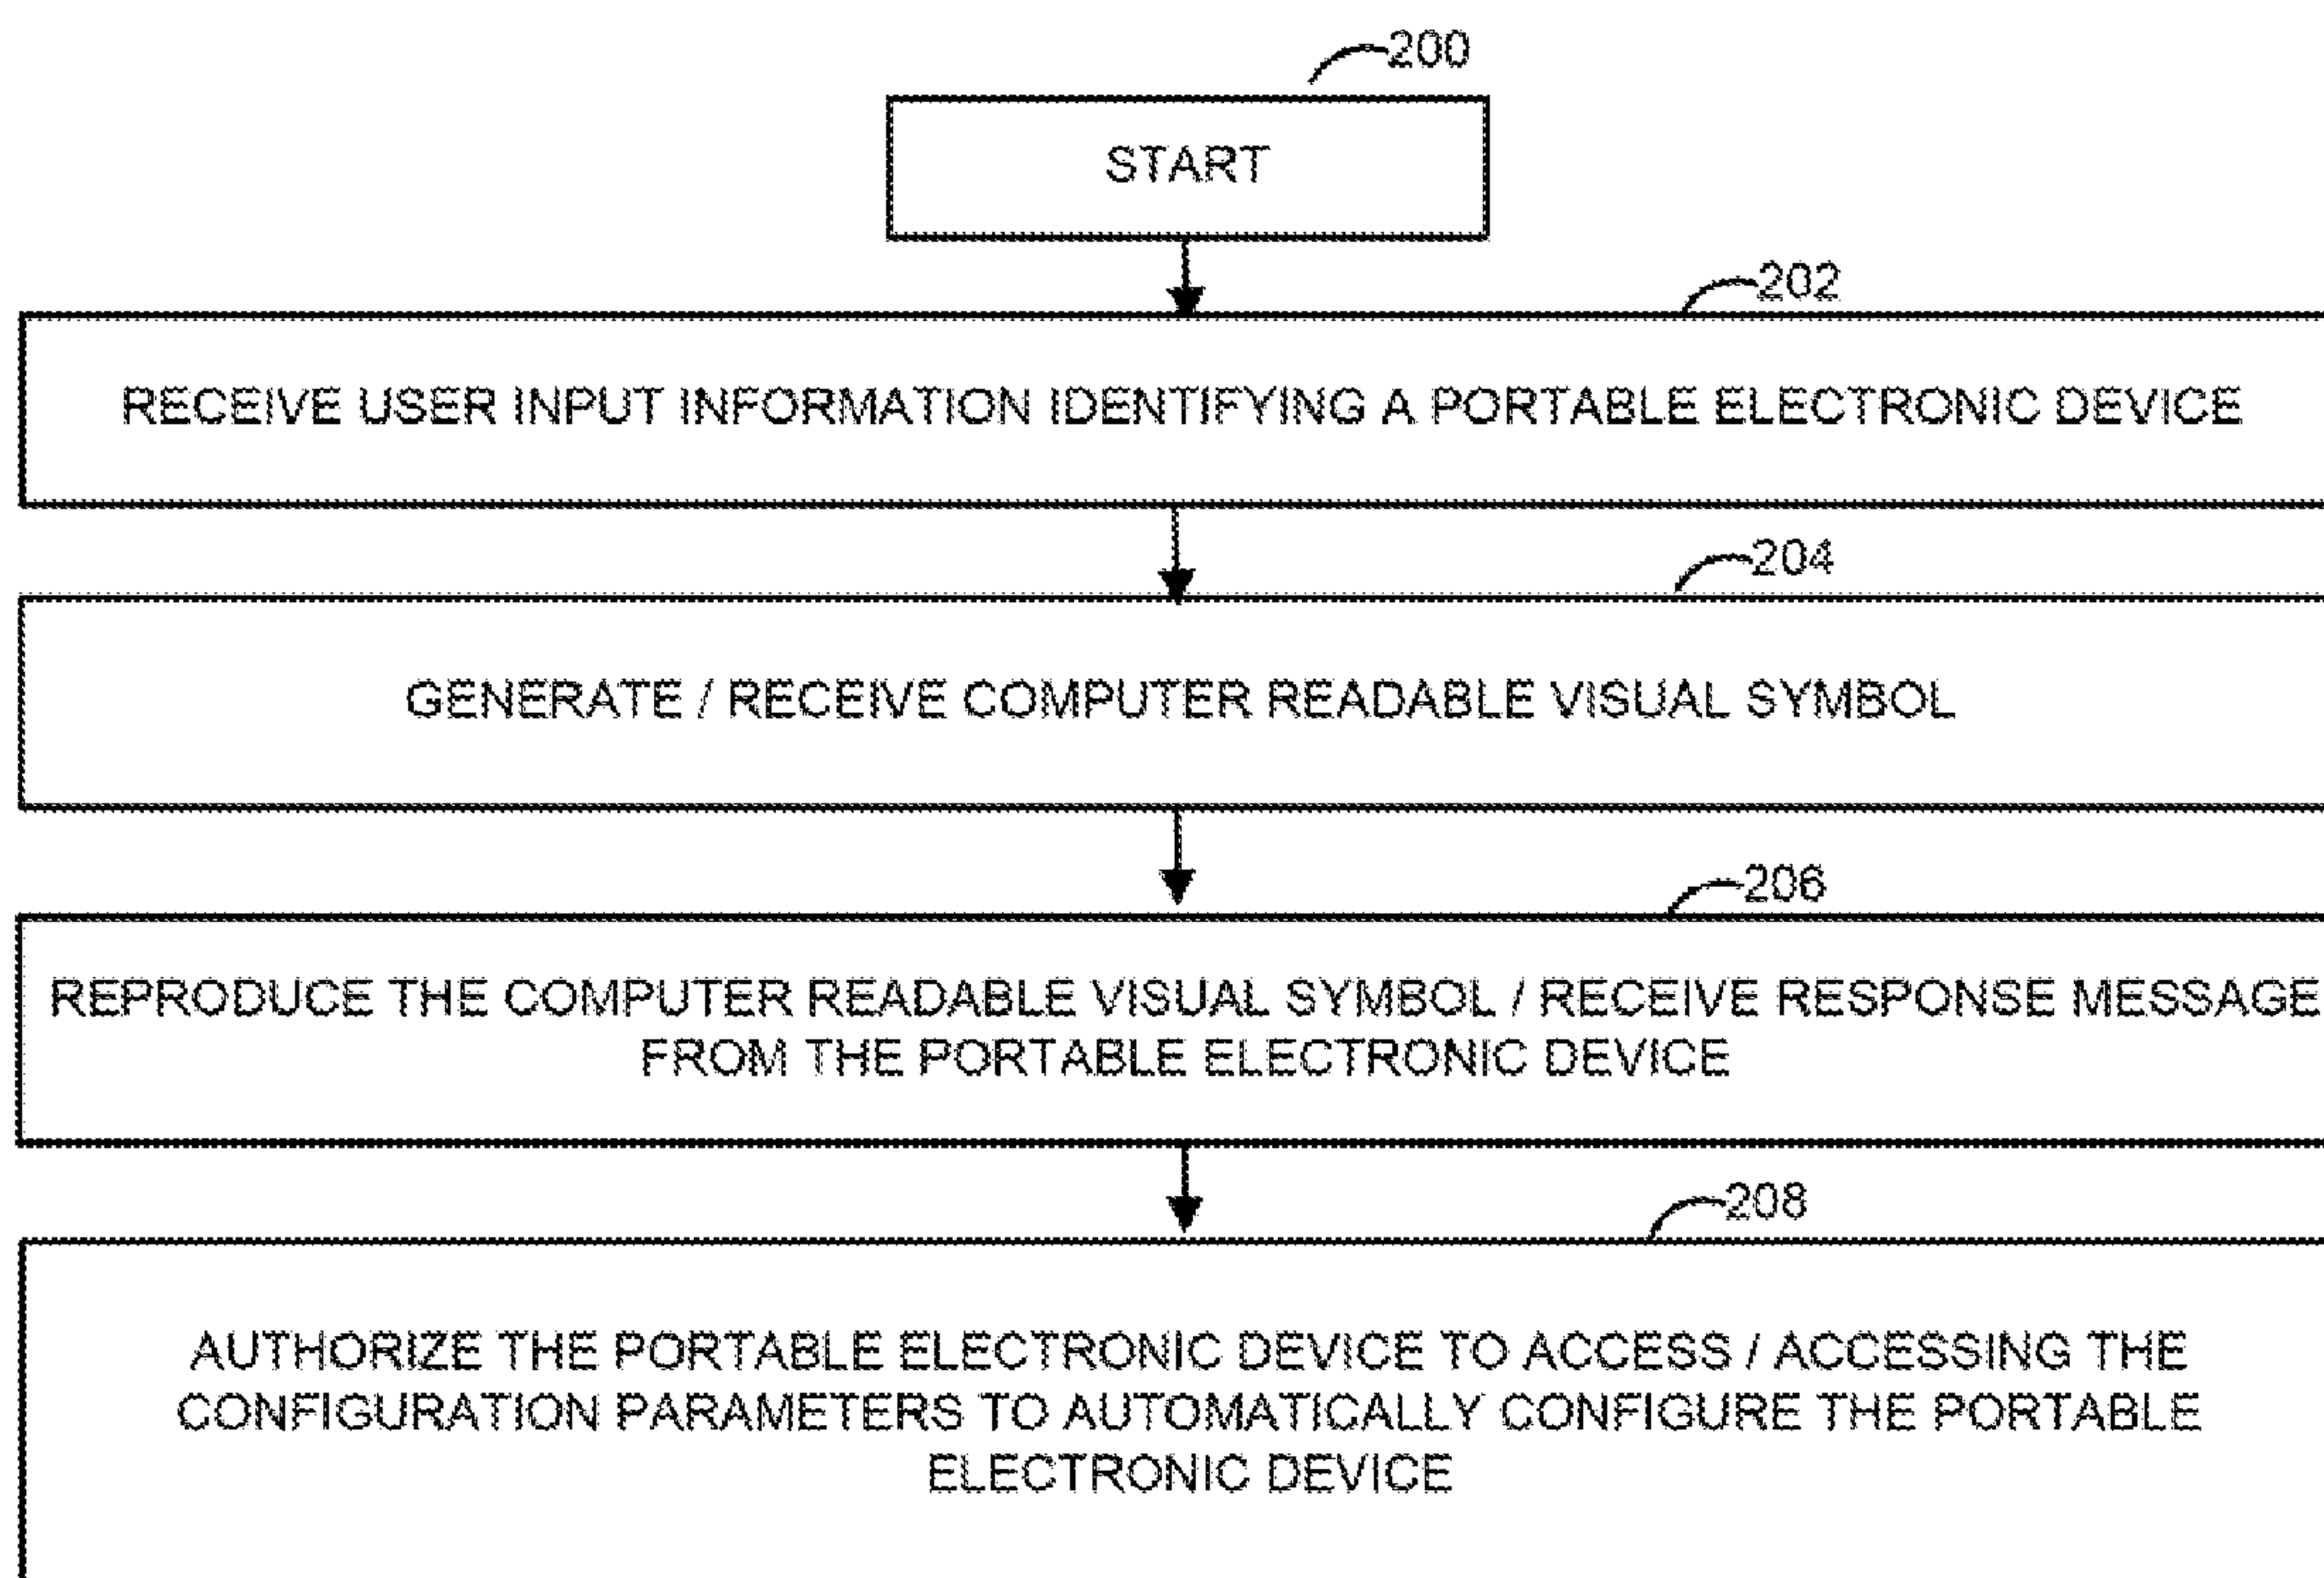 200
START
202
RECEIVE USER INPUT INFORMATION IDENTIFYING A PORTABLE ELECTRONIC DEVICE
204
GENERATE / RECEIVE COMPUTER READABLE VISUAL SYMBOL
206
REPRODUCE THE COMPUTER READABLE VISUAL SYMBOL / RECEIVE RESPONSE MESSAGE
FROM THE PORTABLE ELECTRONIC DEVICE
208
AUTHORIZE THE PORTABLE ELECTRONIC DEVICE TO ACCESS / ACCESSING THE
CONFIGURATION PARAMETERS TO AUTOMATICALLY CONFIGURE THE PORTABLE
ELECTRONIC DEVICE